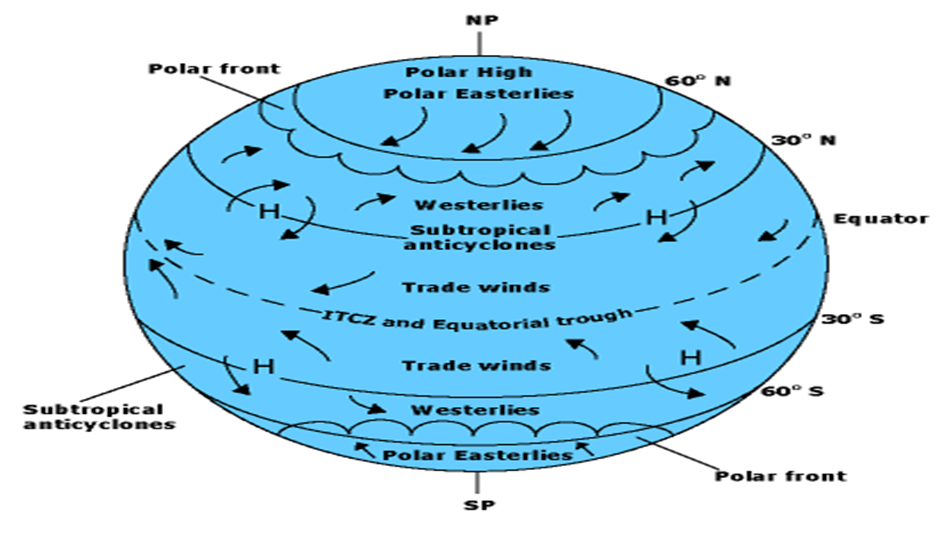 NP
Polar front
Polar High
60° N
Polar Easterlies
30° N
Westerlies
H
H
Equator
Subtropical
anticyclones
Trade winds
ITCZ and Equatorial trough
30° S
H
H
Trade winds
60° S
Subtropical
anticyclones
Westerlies
Polar Easterlies
Polar front
SP